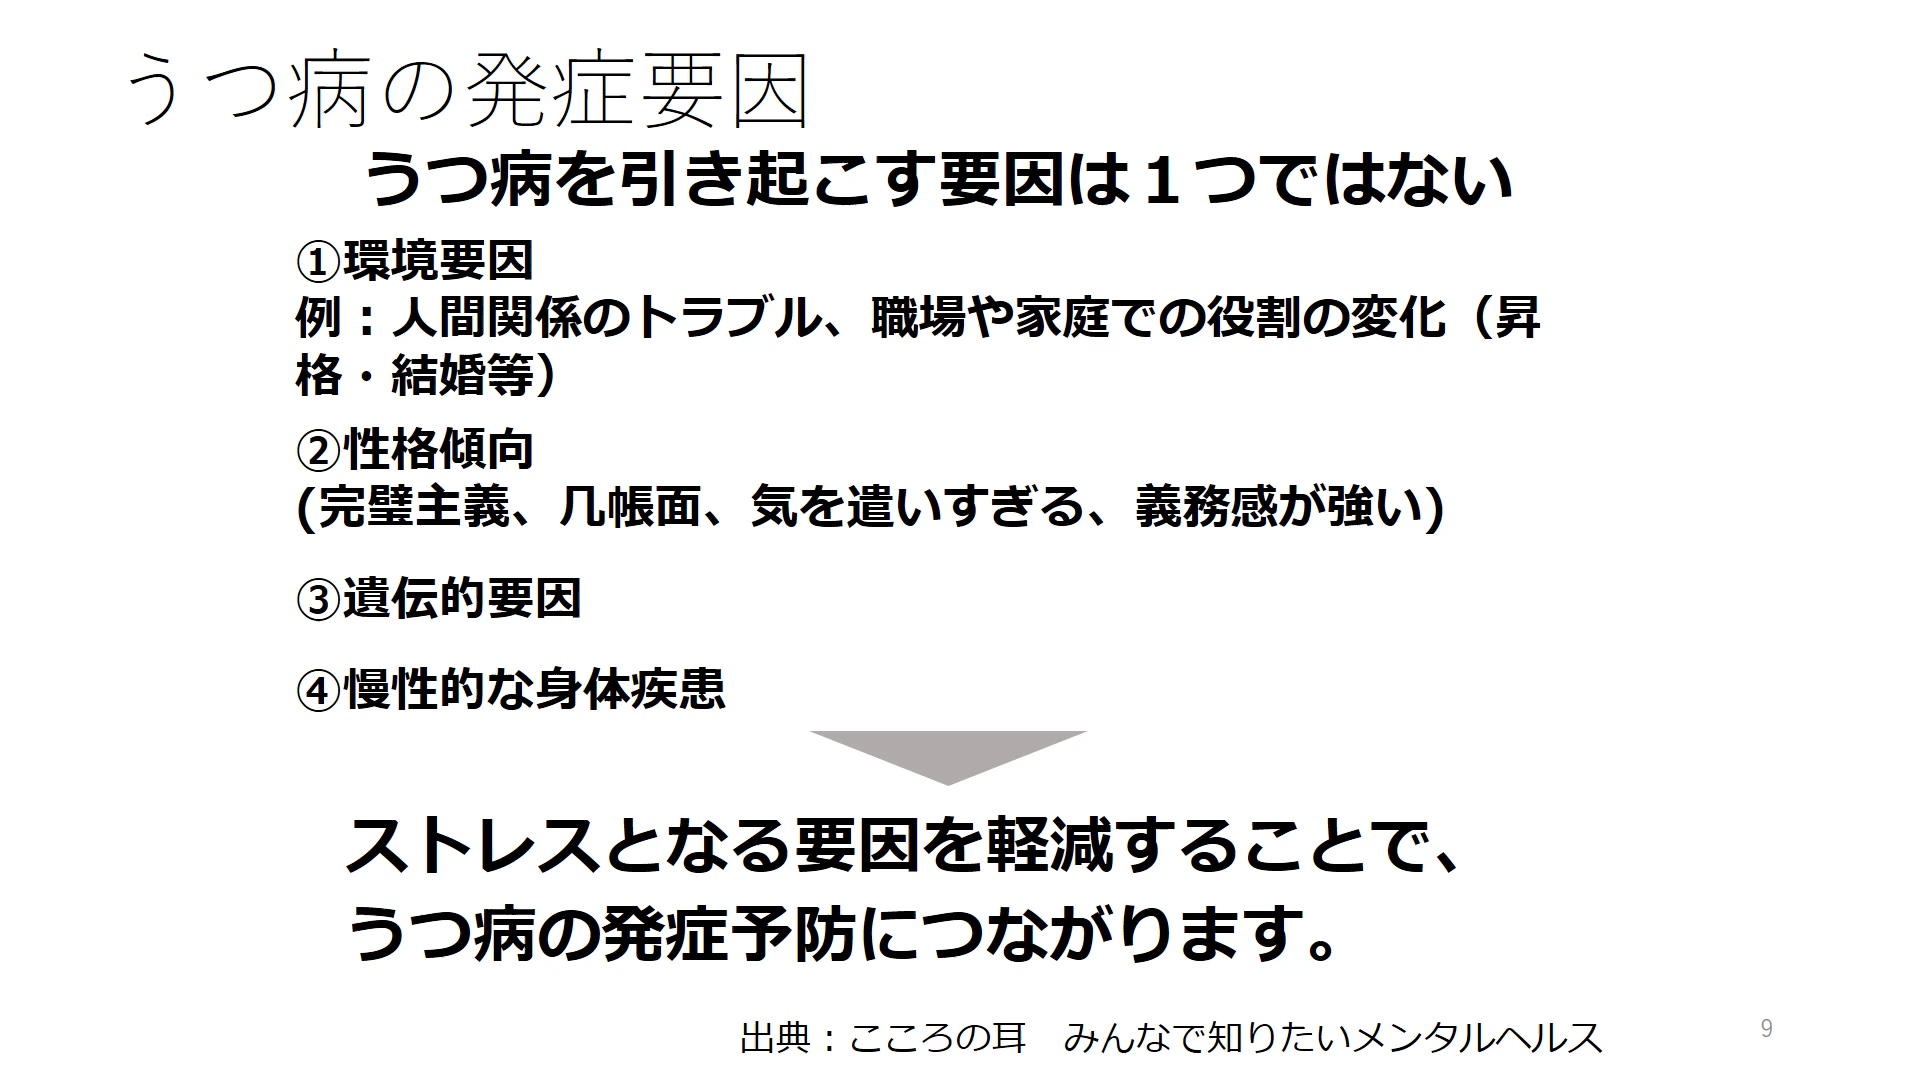 うつ病の発症要因
うつ病を引き起こす要因は１つではない
①環境要因
例：人間関係のトラブル、職場や家庭での役割の変化（昇
格・結婚等）
②性格傾向
(完璧主義、几帳面、気を遣いすぎる、義務感が強い)
③遺伝的要因
④慢性的な身体疾患
ストレスとなる要因を軽減することで、
うつ病の発症予防につながります。
出典：こころの耳　みんなで知りたいメンタルヘルス
9